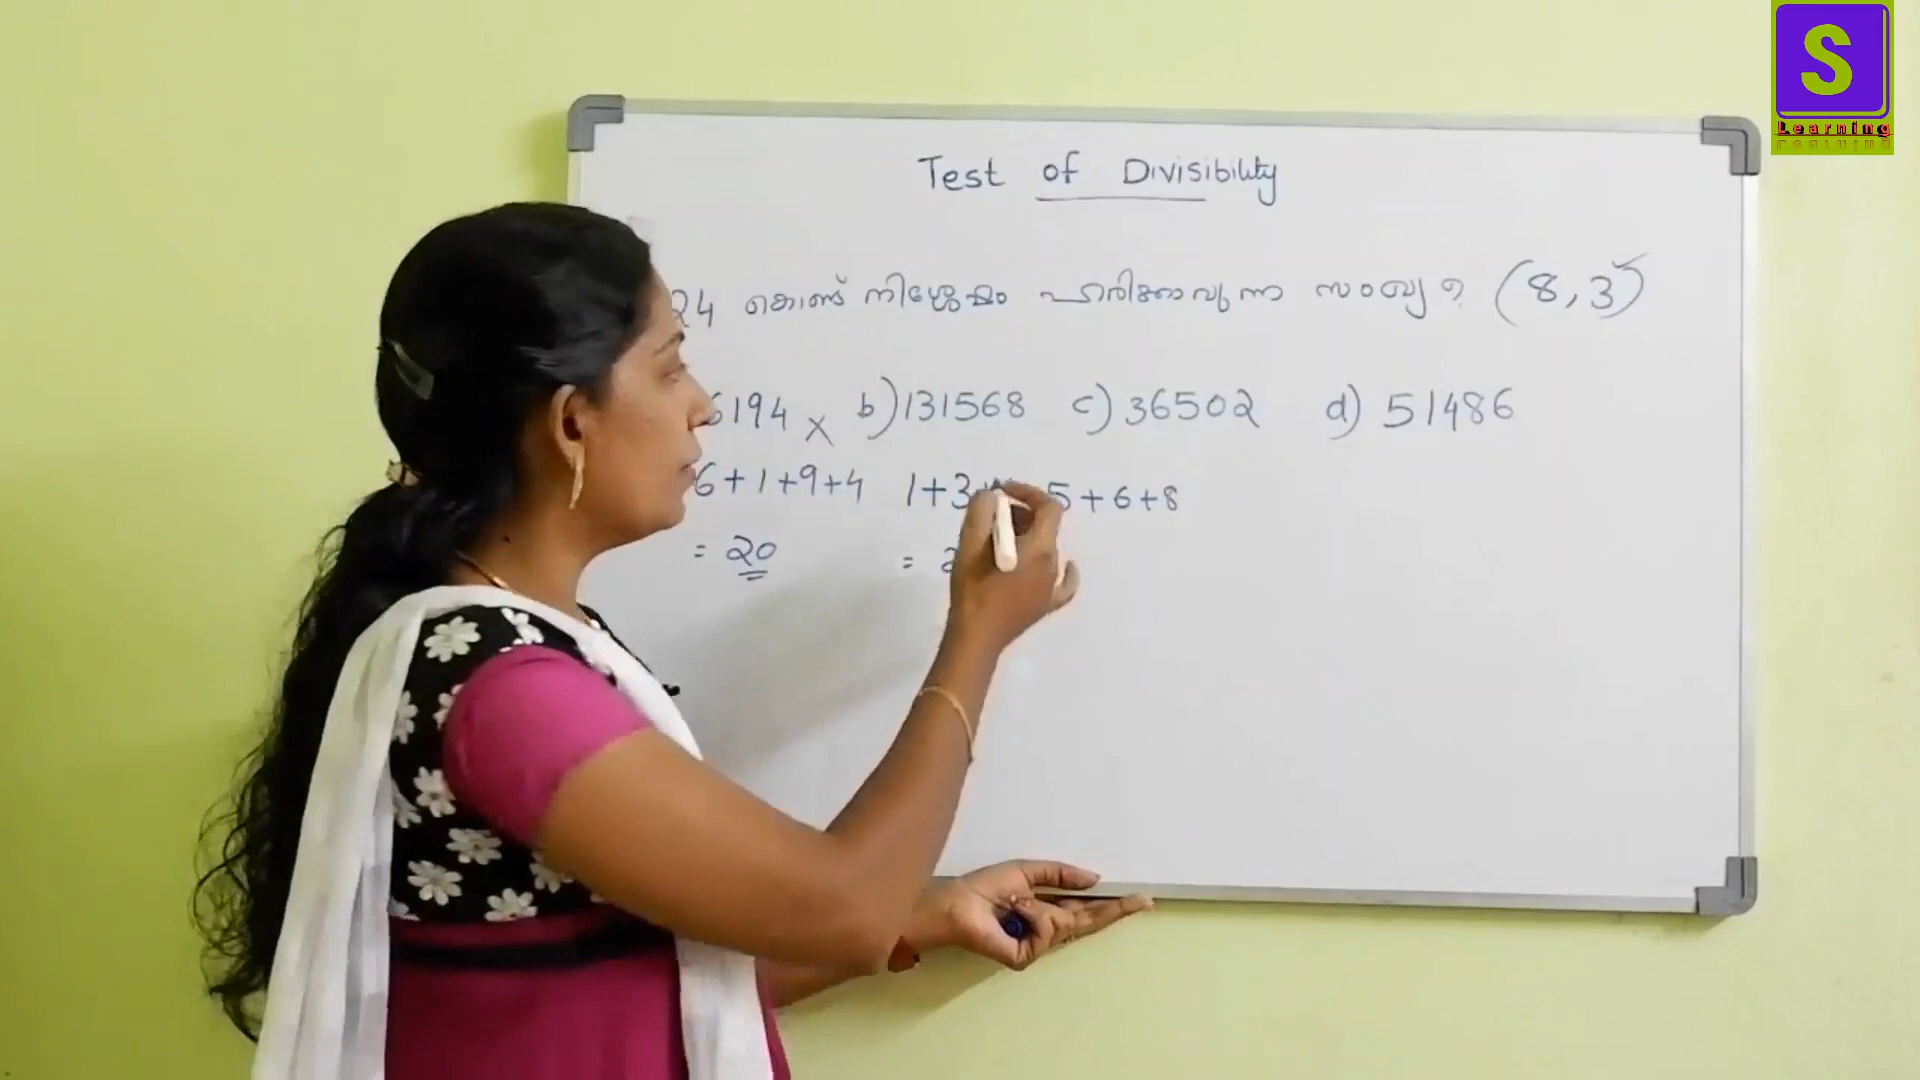 S
Learning
Test of Divisibility
24 കൊണ്ട് നിശ്ശേഷം ഹരിക്കാവുന്ന സംഖ്യ ? (8, 3)
6194 × b) 131568 c) 36502 d) 51486
6+1+9+4 1+3 5+6+8
= 20 = 2